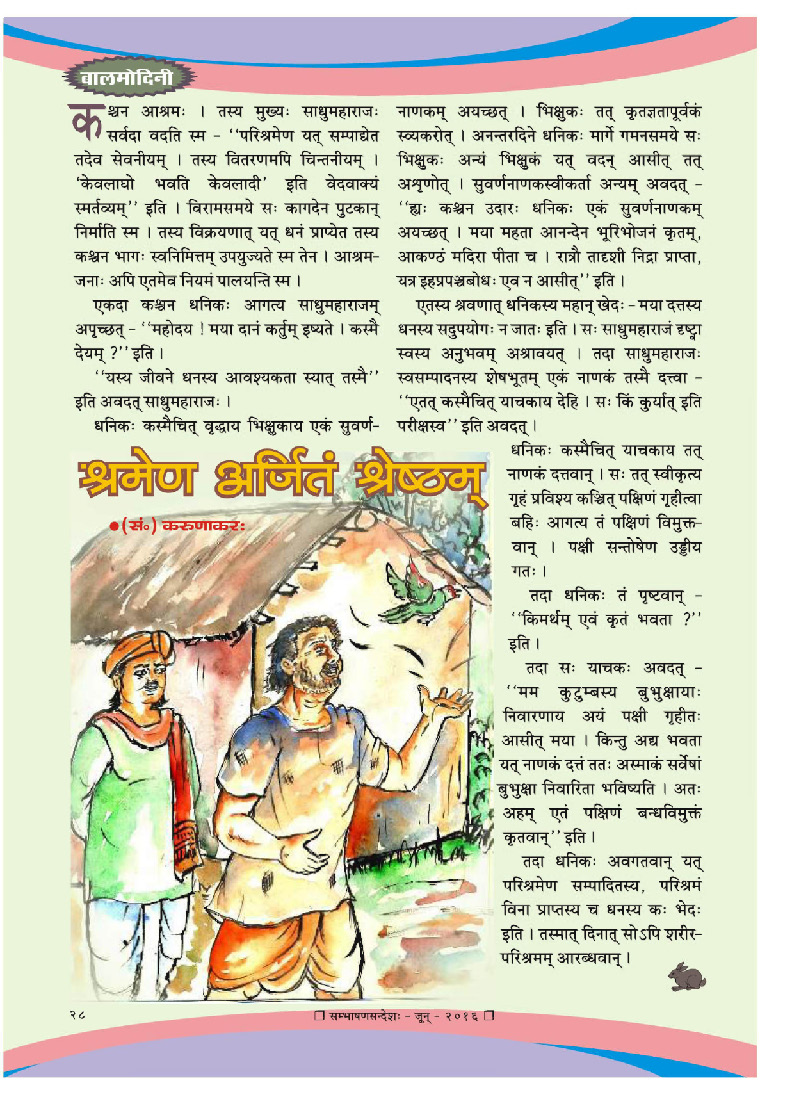 बालमोदिनी
कश्चन आश्रमः । तस्य मुख्यः साधुमहाराजः
सर्वदा वदति स्म – ‘‘परिश्रमेण यत् सम्पाद्येत
तदेव सेवनीयम् । तस्य वितरणमपि चिन्तनीयम् ।
‘केवलाघो भवति केवलादी’ इति वेदवाक्यं
स्मर्तव्यम्’’ इति । विरामसमये सः कागदेन पुटकान्
निर्माति स्म । तस्य विक्रयणात् यत् धनं प्राप्येत तस्य
कश्चन भागः स्वनिमित्तम् उपयुज्यते स्म तेन । आश्रम-
जनाः अपि एतमेव नियमं पालयन्ति स्म ।
एकदा कश्चन धनिकः आगत्य साधुमहाराजम्
अपृच्छत् – ‘‘महोदय ! मया दानं कर्तुम् इष्यते । कस्मै
देयम् ?’’ इति ।
‘‘यस्य जीवने धनस्य आवश्यकता स्यात् तस्मै’’
इति अवदत् साधुमहाराजः ।
धनिकः कस्मैचित् वृद्धाय भिक्षुकाय एकं सुवर्ण-
नाणकम् अयच्छत् । भिक्षुकः तत् कृतज्ञतापूर्वकं
स्व्यकरोत् । अनन्तरदिने धनिकः मार्गे गमनसमये सः
भिक्षुकः अन्यं भिक्षुकं यत् वदन् आसीत् तत्
अशृणोत् । सुवर्णनाणकस्वीकर्ता अन्यम् अवदत् –
‘‘ह्यः कश्चन उदारः धनिकः एकं सुवर्णनाणकम्
अयच्छत् । मया महता आनन्देन भूरिभोजनं कृतम्,
आकण्ठं मदिरा पीता च । रात्रौ तादृशी निद्रा प्राप्ता,
यत्र इहप्रपञ्चबोधः एव न आसीत्’’ इति ।
एतस्य श्रवणात् धनिकस्य महान् खेदः – मया दत्तस्य
धनस्य सदुपयोगः न जातः इति । सः साधुमहाराजं दृष्ट्वा
स्वस्य अनुभवम् अश्रावयत् । तदा साधुमहाराजः
स्वसम्पादनस्य शेषभूतम् एकं नाणकं तस्मै दत्त्वा –
‘‘एतत् कस्मैचित् याचकाय देहि । सः किं कुर्यात् इति
परीक्षस्व’’ इति अवदत् ।
धनिकः कस्मैचित् याचकाय तत्
नाणकं दत्तवान् । सः तत् स्वीकृत्य
गृहं प्रविश्य कञ्चित् पक्षिणं गृहीत्वा
बहिः आगत्य तं पक्षिणं विमुक्त-
वान् । पक्षी सन्तोषेण उड्डीय
गतः ।
तदा धनिकः तं पृष्टवान् –
‘‘किमर्थम् एवं कृतं भवता ?’’
इति ।
तदा सः याचकः अवदत् –
‘‘मम कुटुम्बस्य बुभुक्षायाः
निवारणाय अयं पक्षी गृहीतः
आसीत् मया । किन्तु अद्य भवता
यत् नाणकं दत्तं ततः अस्माकं सर्वेषां
बुभुक्षा निवारिता भविष्यति । अतः
अहम् एतं पक्षिणं बन्धविमुक्तं
कृतवान्’’ इति ।
तदा धनिकः अवगतवान् यत्
परिश्रमेण सम्पादितस्य, परिश्रमं
विना प्राप्तस्य च धनस्य कः भेदः
इति । तस्मात् दिनात् सोऽपि शरीर-
परिश्रमम् आरब्धवान् ।
श्रमेण अर्जितं श्रेष्ठम्
● (सं०) करुणाकरः
२८
❐ सम्भाषणसन्देशः – जून् – २०१६ ❐